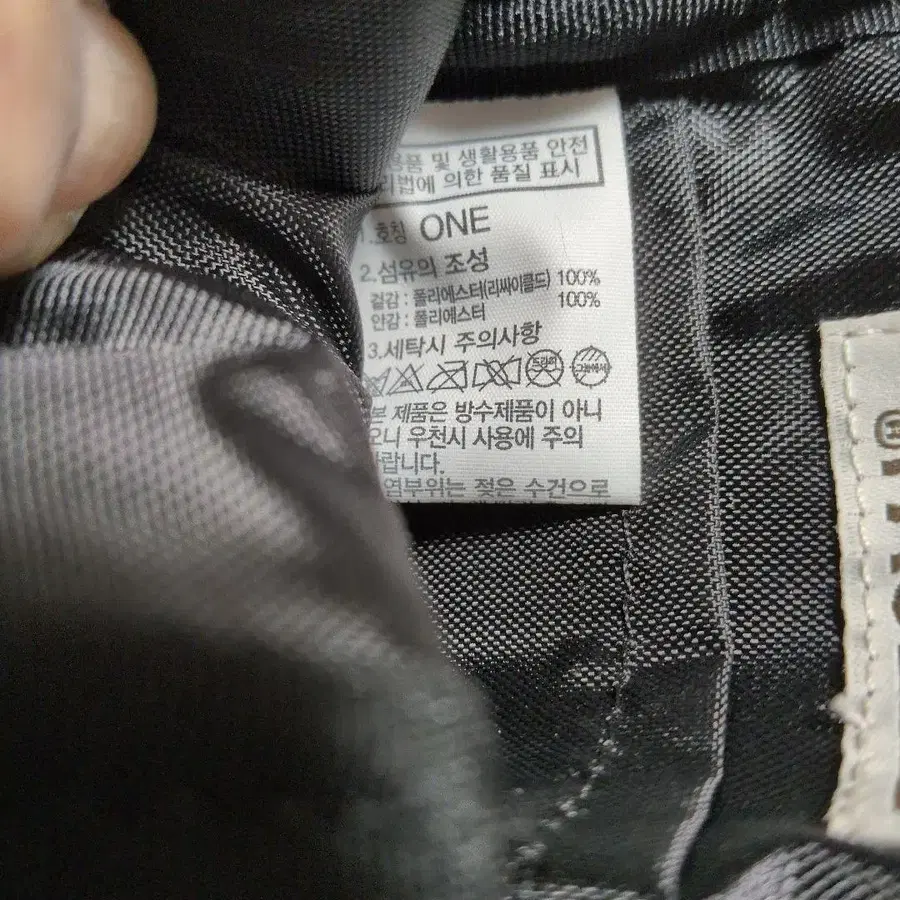 용품 및 생활용품 안전
리법에 의한 품질 표시
1.호칭 ONE
2.섬유의 조성
겉감 : 폴리에스터(리싸이클드) 100%
안감 : 폴리에스터 100%
3.세탁시 주의사항
드라이
본 제품은 방수제품이 아니
오니 우천시 사용에 주의
바랍니다.
염부위는 젖은 수건으로